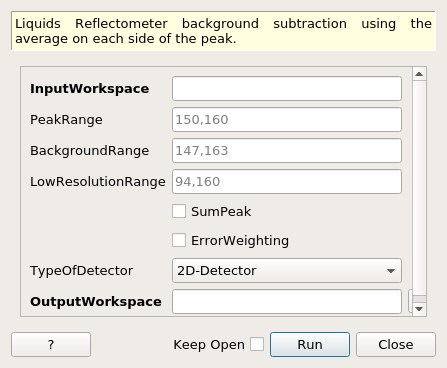 Liquids Reflectometer background subtraction using the
average on each side of the peak.
InputWorkspace
PeakRange 150,160
BackgroundRange 147,163
LowResolutionRange 94,160
SumPeak
ErrorWeighting
TypeOfDetector 2D-Detector
OutputWorkspace
? Keep Open Run Close